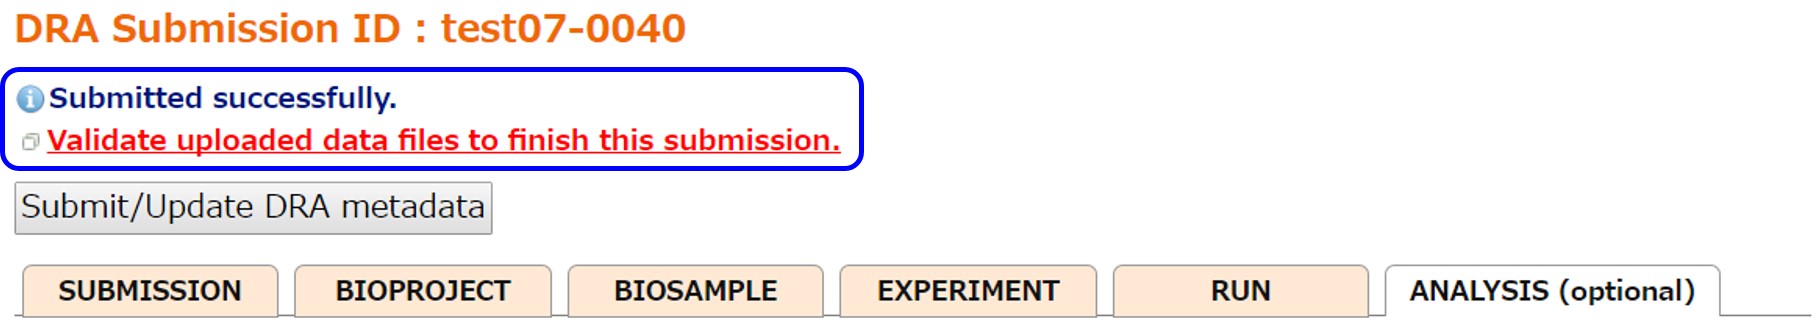 DRA Submission ID : test07-0040
Submitted successfully.
Validate uploaded data files to finish this submission.
Submit/Update DRA metadata
SUBMISSION BIOPROJECT BIOSAMPLE EXPERIMENT RUN ANALYSIS (optional)